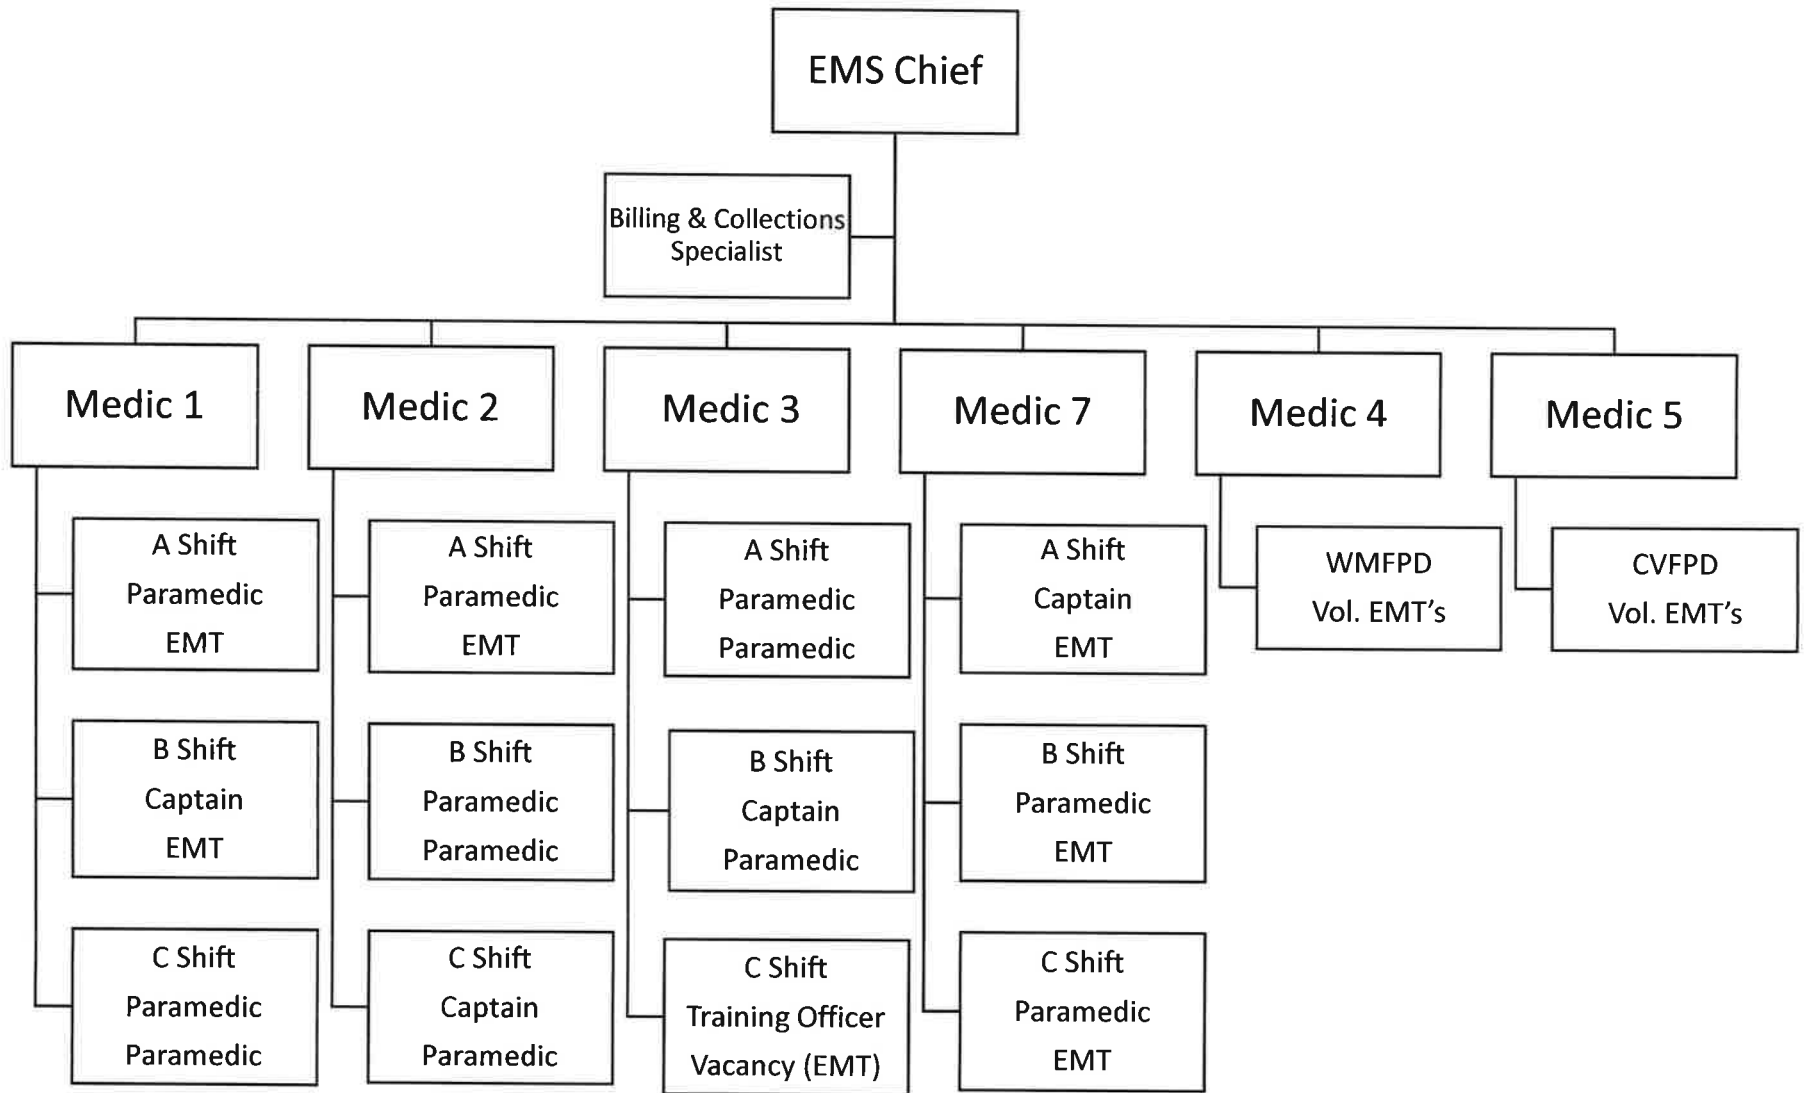 EMS Chief
Billing & Collections
Specialist
Medic 1
Medic 2
Medic 3
Medic 7
Medic 4
Medic 5
A Shift
Paramedic
EMT
B Shift
Captain
EMT
C Shift
Paramedic
Paramedic
A Shift
Paramedic
EMT
B Shift
Paramedic
Paramedic
C Shift
Captain
Paramedic
A Shift
Paramedic
Paramedic
B Shift
Captain
Paramedic
C Shift
Training Officer
Vacancy (EMT)
A Shift
Captain
EMT
B Shift
Paramedic
EMT
C Shift
Paramedic
EMT
WMFPD
Vol. EMT’s
CVFPD
Vol. EMT’s